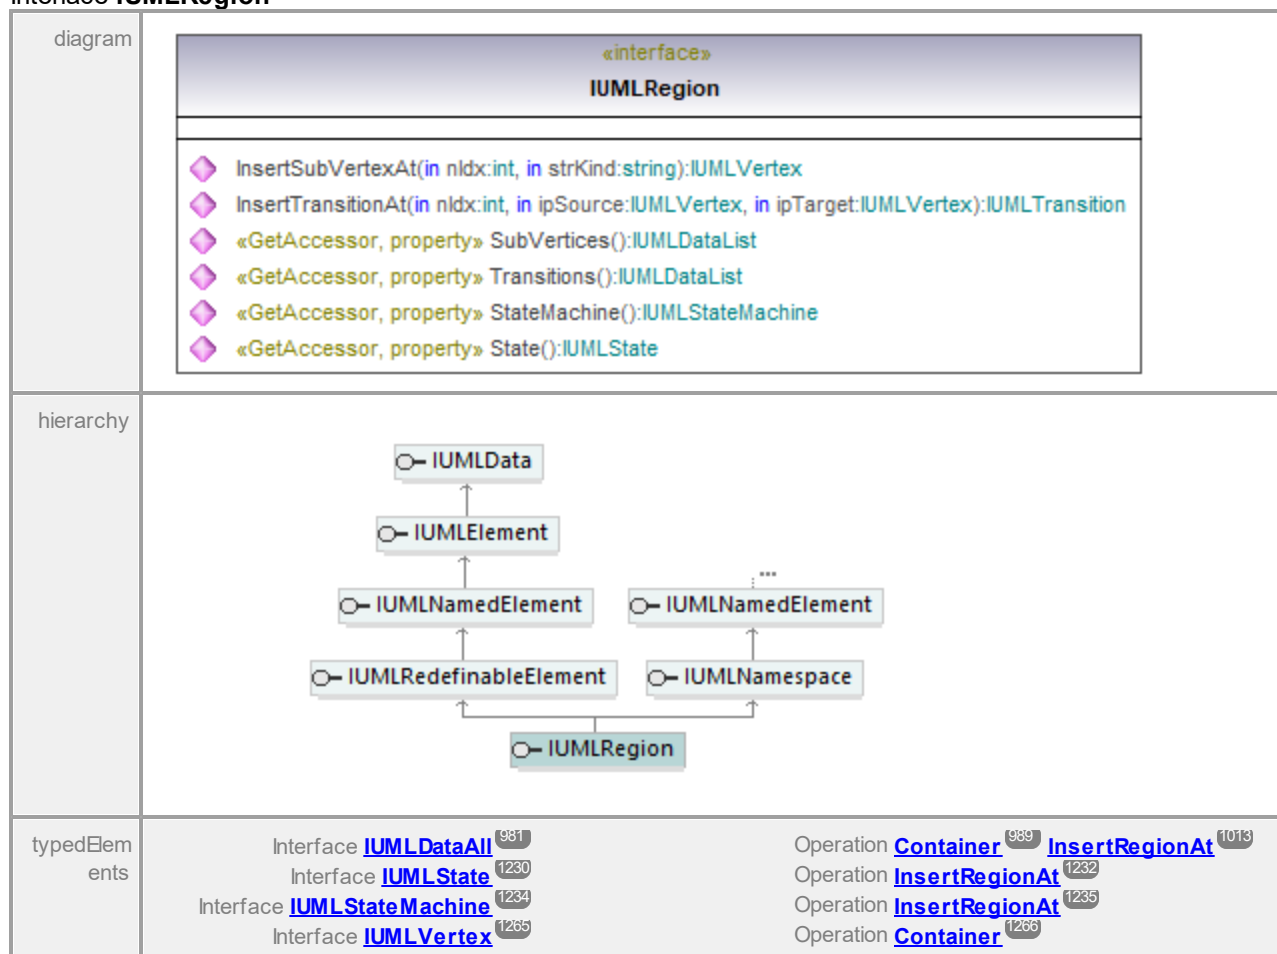 interface IUMLRegion
diagram
«interface»
IUMLRegion
InsertSubVertexAt(in nIdx:int, in strKind:string):IUMLVertex
InsertTransitionAt(in nIdx:int, in ipSource:IUMLVertex, in ipTarget:IUMLVertex):IUMLTransition
«GetAccessor, property» SubVertices():IUMLDataList
«GetAccessor, property» Transitions():IUMLDataList
«GetAccessor, property» StateMachine():IUMLStateMachine
«GetAccessor, property» State():IUMLState
hierarchy
IUMLData
IUMLElement
...
IUMLNamedElement IUMLNamedElement
IUMLRedefinableElement IUMLNamespace
IUMLRegion
typedElem
ents
Interface IUMLDataAll 981 Operation Container 989 InsertRegionAt 1013
Interface IUMLState 1230 Operation InsertRegionAt 1232
Interface IUMLStateMachine 1234 Operation InsertRegionAt 1235
Interface IUMLVertex 1265 Operation Container 1266